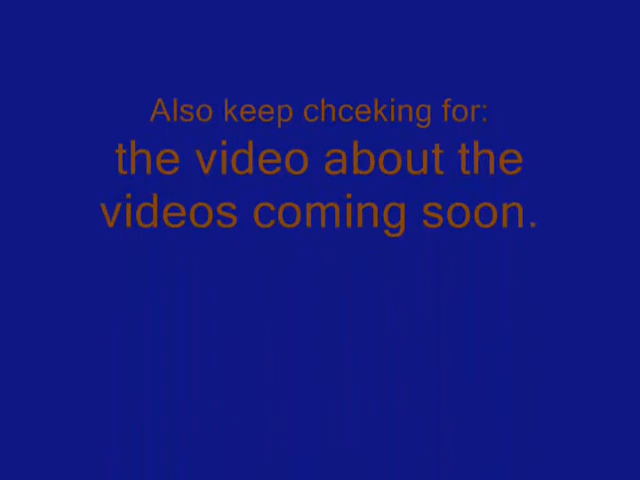 Also keep chceking for:
the video about the
videos coming soon.